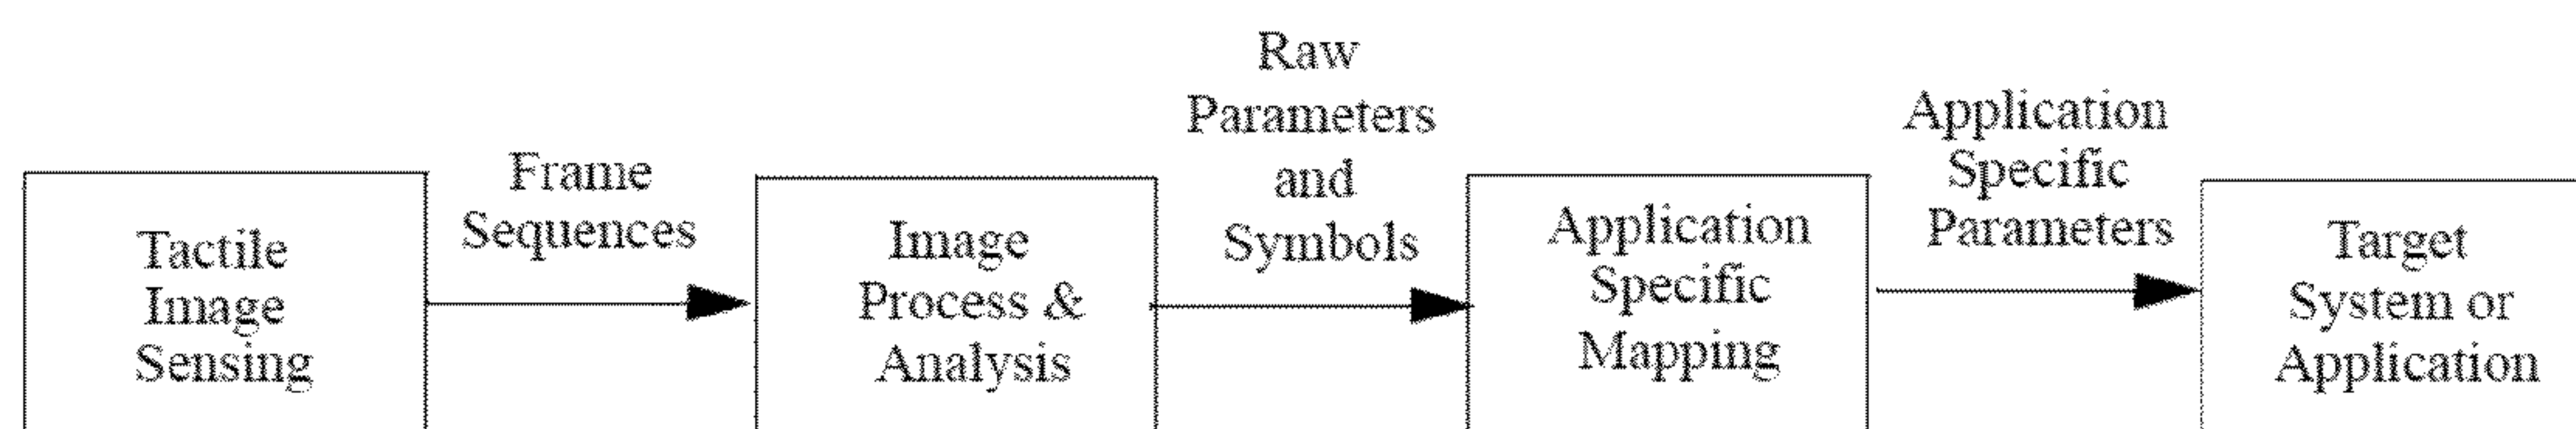 Tactile
Image
Sensing
Frame
Sequences
Image
Process &
Analysis
Raw
Parameters
and
Symbols
Application
Specific
Mapping
Application
Specific
Parameters
Target
System or
Application